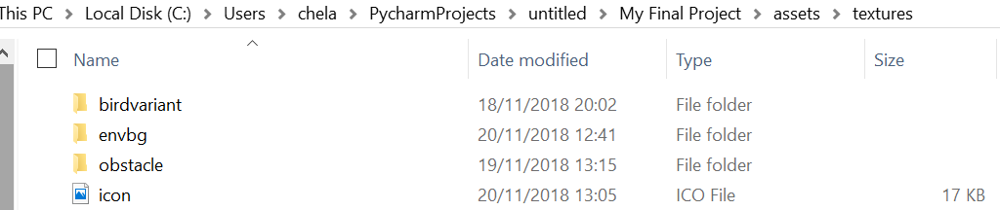 This PC > Local Disk (C:) > Users > chela > PycharmProjects > untitled > My Final Project > assets > textures
Name Date modified Type Size
birdvariant 18/11/2018 20:02 File folder
envbg 20/11/2018 12:41 File folder
obstacle 19/11/2018 13:15 File folder
icon 20/11/2018 13:05 ICO File 17 KB